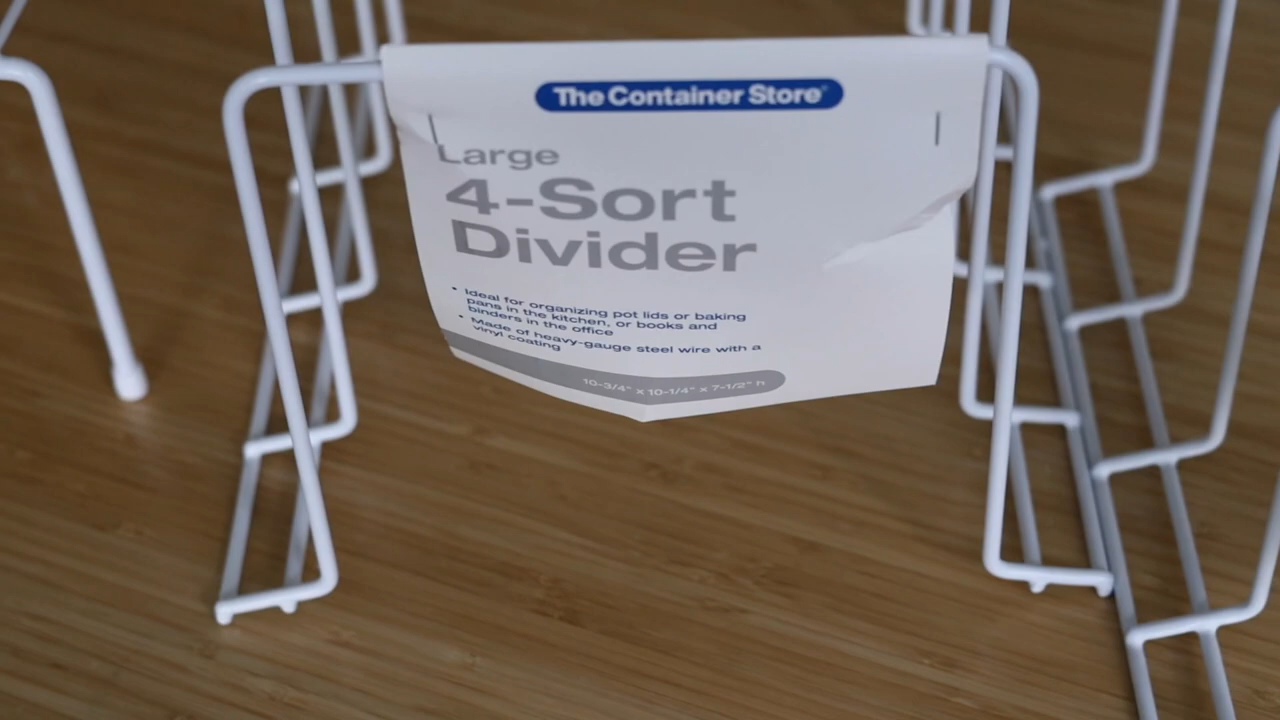 The Container Store®
Large
4-Sort
Divider
• Ideal for organizing pot lids or baking
pans in the kitchen, or books and
binders in the office
• Made of heavy-gauge steel wire with a
vinyl coating
10-3/4" x 10-1/4" x 7-1/2" h